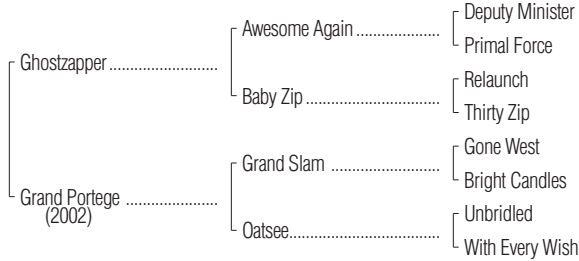 Deputy Minister
Awesome Again ....................
Primal Force
Ghostzapper ..........................
Relaunch
Baby Zip ................................
Thirty Zip
Gone West
Grand Slam ..........................
Bright Candles
Grand Portege ......................
(2002)
Unbridled
Oatsee....................................
With Every Wish